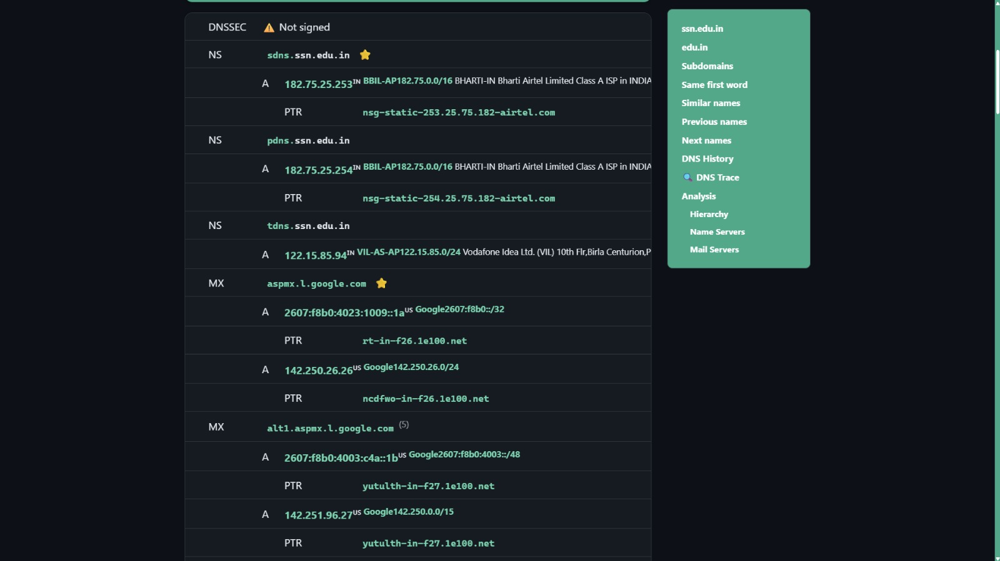 DNSSEC ⚠ Not signed
NS sdns.ssn.edu.in ⭐
A 182.75.25.253 IN BBIL-AP182.75.0.0/16 BHARTI-IN Bharti Airtel Limited Class A ISP in INDIA
PTR nsg-static-253.25.75.182-airtel.com
NS pdns.ssn.edu.in
A 182.75.25.254 IN BBIL-AP182.75.0.0/16 BHARTI-IN Bharti Airtel Limited Class A ISP in INDIA
PTR nsg-static-254.25.75.182-airtel.com
NS tdns.ssn.edu.in
A 122.15.85.94 IN VIL-AS-AP122.15.85.0/24 Vodafone Idea Ltd. (VIL) 10th Flr,Birla Centurion,P
MX aspmx.l.google.com ⭐
A 2607:f8b0:4023:1009::1a US Google2607:f8b0::/32
PTR rt-in-f26.1e100.net
A 142.250.26.26 US Google142.250.26.0/24
PTR ncdfwo-in-f26.1e100.net
MX alt1.aspmx.l.google.com (5)
A 2607:f8b0:4003:c4a::1b US Google2607:f8b0:4003::/48
PTR yutulth-in-f27.1e100.net
A 142.251.96.27 US Google142.250.0.0/15
PTR yutulth-in-f27.1e100.net
ssn.edu.in
edu.in
Subdomains
Same first word
Similar names
Previous names
Next names
DNS History
🔍 DNS Trace
Analysis
Hierarchy
Name Servers
Mail Servers